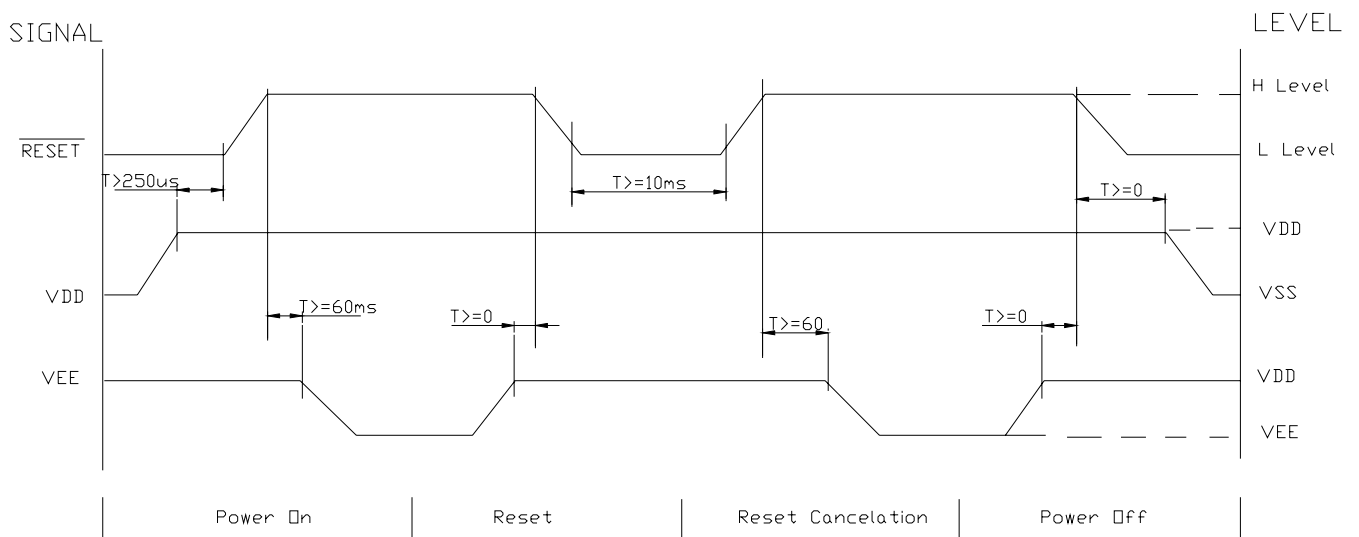 SIGNAL
LEVEL
H Level
RESET
L Level
T>250us
T>=10ms
T>=0
VDD
VDD
VSS
T>=60ms
T>=0
T>=60.
T>=0
VEE
VDD
VEE
Power On
Reset
Reset Cancelation
Power Off